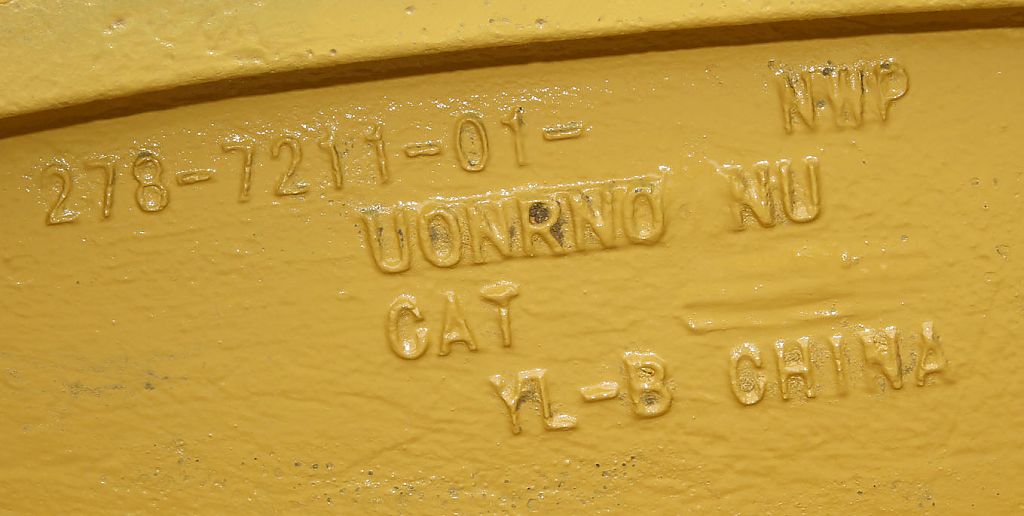 278-7211-01-
NWP
UONRNO NU
CAT
YL-B CHINA